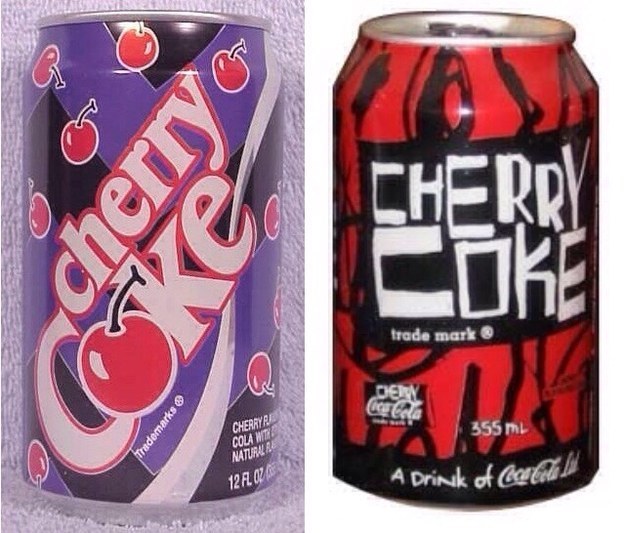 cherry
Coke
Trademarks ®
CHERRY
COLA WITH
NATURAL
12 FL OZ
CHERRY
COKE
trade mark ®
CHERRY
Coca-Cola
355 mL
A DriNk of Coca-Cola Ltd